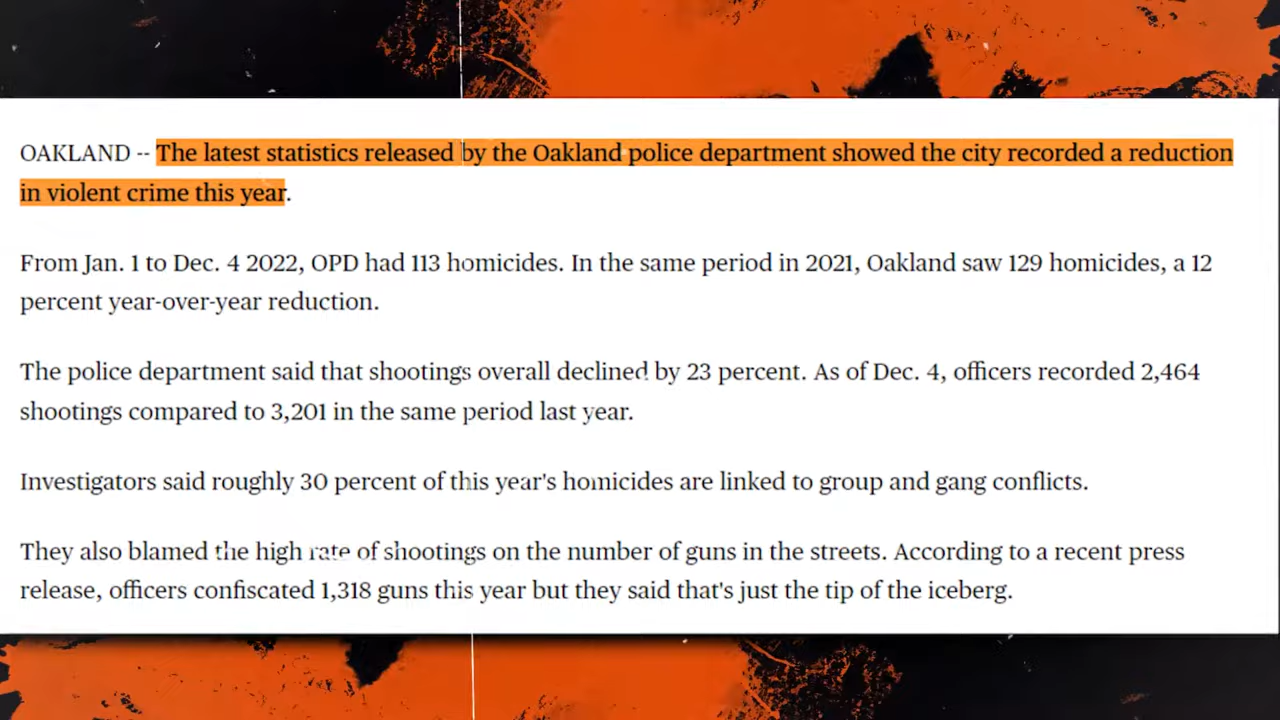 OAKLAND -- The latest statistics released by the Oakland police department showed the city recorded a reduction
in violent crime this year.
From Jan. 1 to Dec. 4 2022, OPD had 113 homicides. In the same period in 2021, Oakland saw 129 homicides, a 12
percent year-over-year reduction.
The police department said that shootings overall declined by 23 percent. As of Dec. 4, officers recorded 2,464
shootings compared to 3,201 in the same period last year.
Investigators said roughly 30 percent of this year's homicides are linked to group and gang conflicts.
They also blamed the high rate of shootings on the number of guns in the streets. According to a recent press
release, officers confiscated 1,318 guns this year but they said that's just the tip of the iceberg.